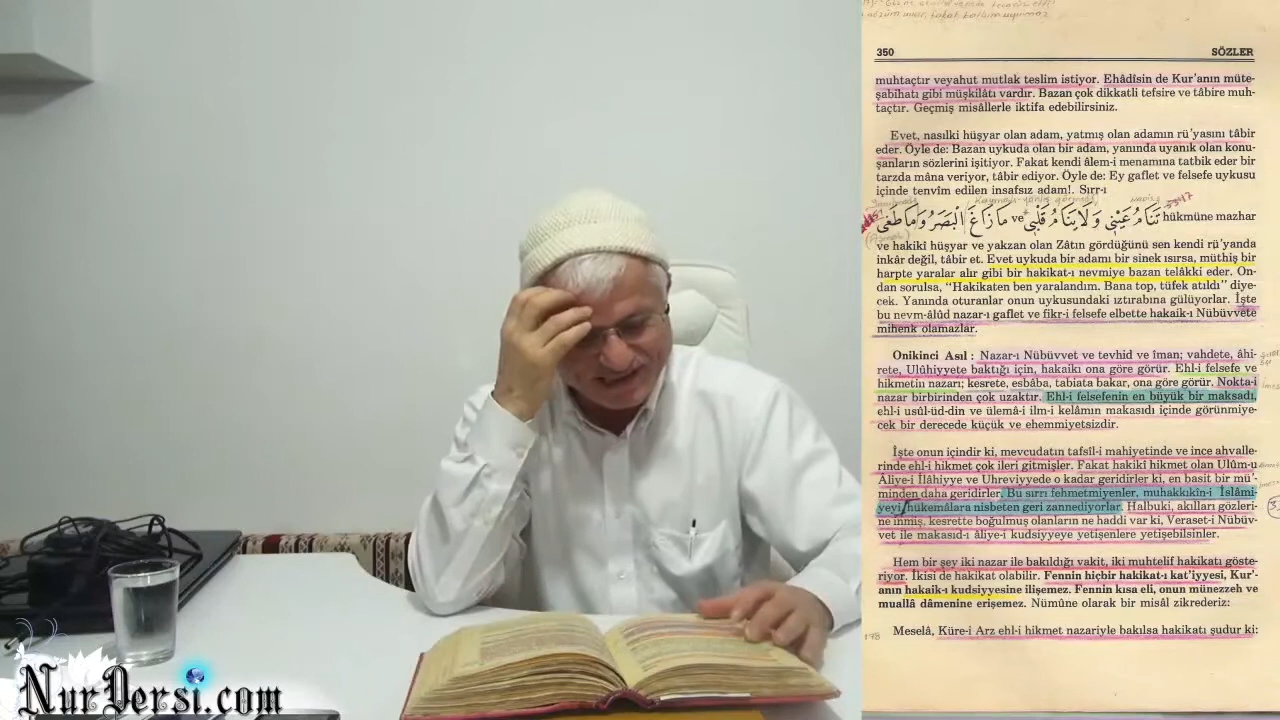 350 SÖZLER
muhtaçtır veyahut mutlak teslim istiyor. Ehâdîsin de Kur'anın müte-
şabihatı gibi müşkilâtı vardır. Bazan çok dikkatli tefsire ve tâbire muh-
taçtır. Geçmiş misâllerle iktifa edebilirsiniz.
Evet, nasılki hüşyar olan adam, yatmış olan adamın rü'yasını tâbir
eder. Öyle de: Bazan uykuda olan bir adam, yanında uyanık olan konu-
şanların sözlerini işitiyor. Fakat kendi âlem-i menamına tatbik eder bir
tarzda mâna veriyor, tâbir ediyor. Öyle de: Ey gaflet ve felsefe uykusu
içinde tenvîm edilen insafsız adam!. Sırr-ı
مَا زَاغَ الْبَصَرُ وَمَا طَغَى ve تَنَامُ عَيْنِى وَلاَ يَنَامُ قَلْبِى hükmüne mazhar
ve hakikî hüşyar ve yakzan olan Zâtın gördüğünü sen kendi rü'yanda
inkâr değil, tâbir et. Evet uykuda bir adamı bir sinek ısırsa, müthiş bir
harpte yaralar alır gibi bir hakikat-ı nevmiye bazan telâkki eder. On-
dan sorulsa, "Hakikaten ben yaralandım. Bana top, tüfek atıldı" diye-
cek. Yanında oturanlar onun uykusundaki ıztırabına gülüyorlar. İşte
bu nevm-âlûd nazar-ı gaflet ve fikr-i felsefe elbette hakaik-ı Nübüvvete
mihenk olamazlar.
Onikinci Asıl : Nazar-ı Nübüvvet ve tevhid ve îman; vahdete, âhi-
rete, Ulûhiyyete baktığı için, hakaikı ona göre görür. Ehl-i felsefe ve
hikmetin nazarı; kesrete, esbâba, tabiata bakar, ona göre görür. Nokta-i
nazar birbirinden çok uzaktır. Ehl-i felsefenin en büyük bir maksadı,
ehl-i usûl-üd-din ve ülemâ-i ilm-i kelâmın makasıdı içinde görünmiye-
cek bir derecede küçük ve ehemmiyetsizdir.
İşte onun içindir ki, mevcudatın tafsîl-i mahiyetinde ve ince ahvalle-
rinde ehl-i hikmet çok ileri gitmişler. Fakat hakikî hikmet olan Ulûm-u
Âliye-i İlâhiyye ve Uhreviyyede o kadar geridirler ki, en basit bir mü'-
minden daha geridirler. Bu sırrı fehmetmiyenler, muhakkıkîn-i İslâmi-
yeyi, hükemâlara nisbeten geri zannediyorlar. Halbuki, akılları gözleri-
ne inmiş, kesrette boğulmuş olanların ne haddi var ki, Veraset-i Nübüv-
vet ile makasıd-ı âliye-i kudsiyyeye yetişenlere yetişebilsinler.
Hem bir şey iki nazar ile bakıldığı vakit, iki muhtelif hakikatı göste-
riyor. İkisi de hakikat olabilir. Fennin hiçbir hakikat-ı kat'iyyesi, Kur'-
anın hakaik-ı kudsiyyesine ilişemez. Fennin kısa eli, onun münezzeh ve
muallâ dâmenine erişemez. Nümûne olarak bir misâl zikrederiz:
Meselâ, Küre-i Arz ehl-i hikmet nazariyle bakılsa hakikatı şudur ki:
NurDersi.com